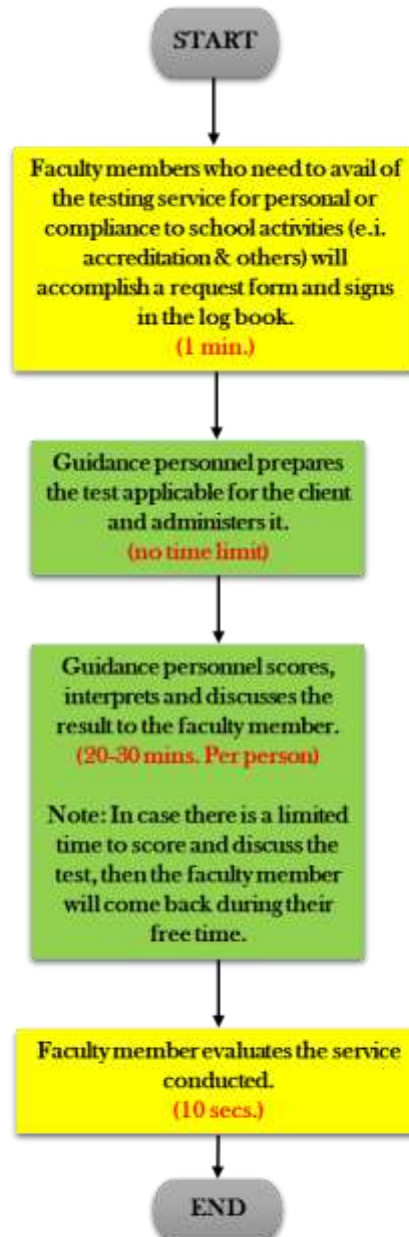 START
Faculty members who need to avail of
the testing service for personal or
compliance to school activities (e.i.
accreditation & others) will
accomplish a request form and signs
in the log book.
(1 min.)
Guidance personnel prepares
the test applicable for the client
and administers it.
(no time limit)
Guidance personnel scores,
interprets and discusses the
result to the faculty member.
(20-30 mins. Per person)
Note: In case there is a limited
time to score and discuss the
test, then the faculty member
will come back during their
free time.
Faculty member evaluates the service
conducted.
(10 secs.)
END